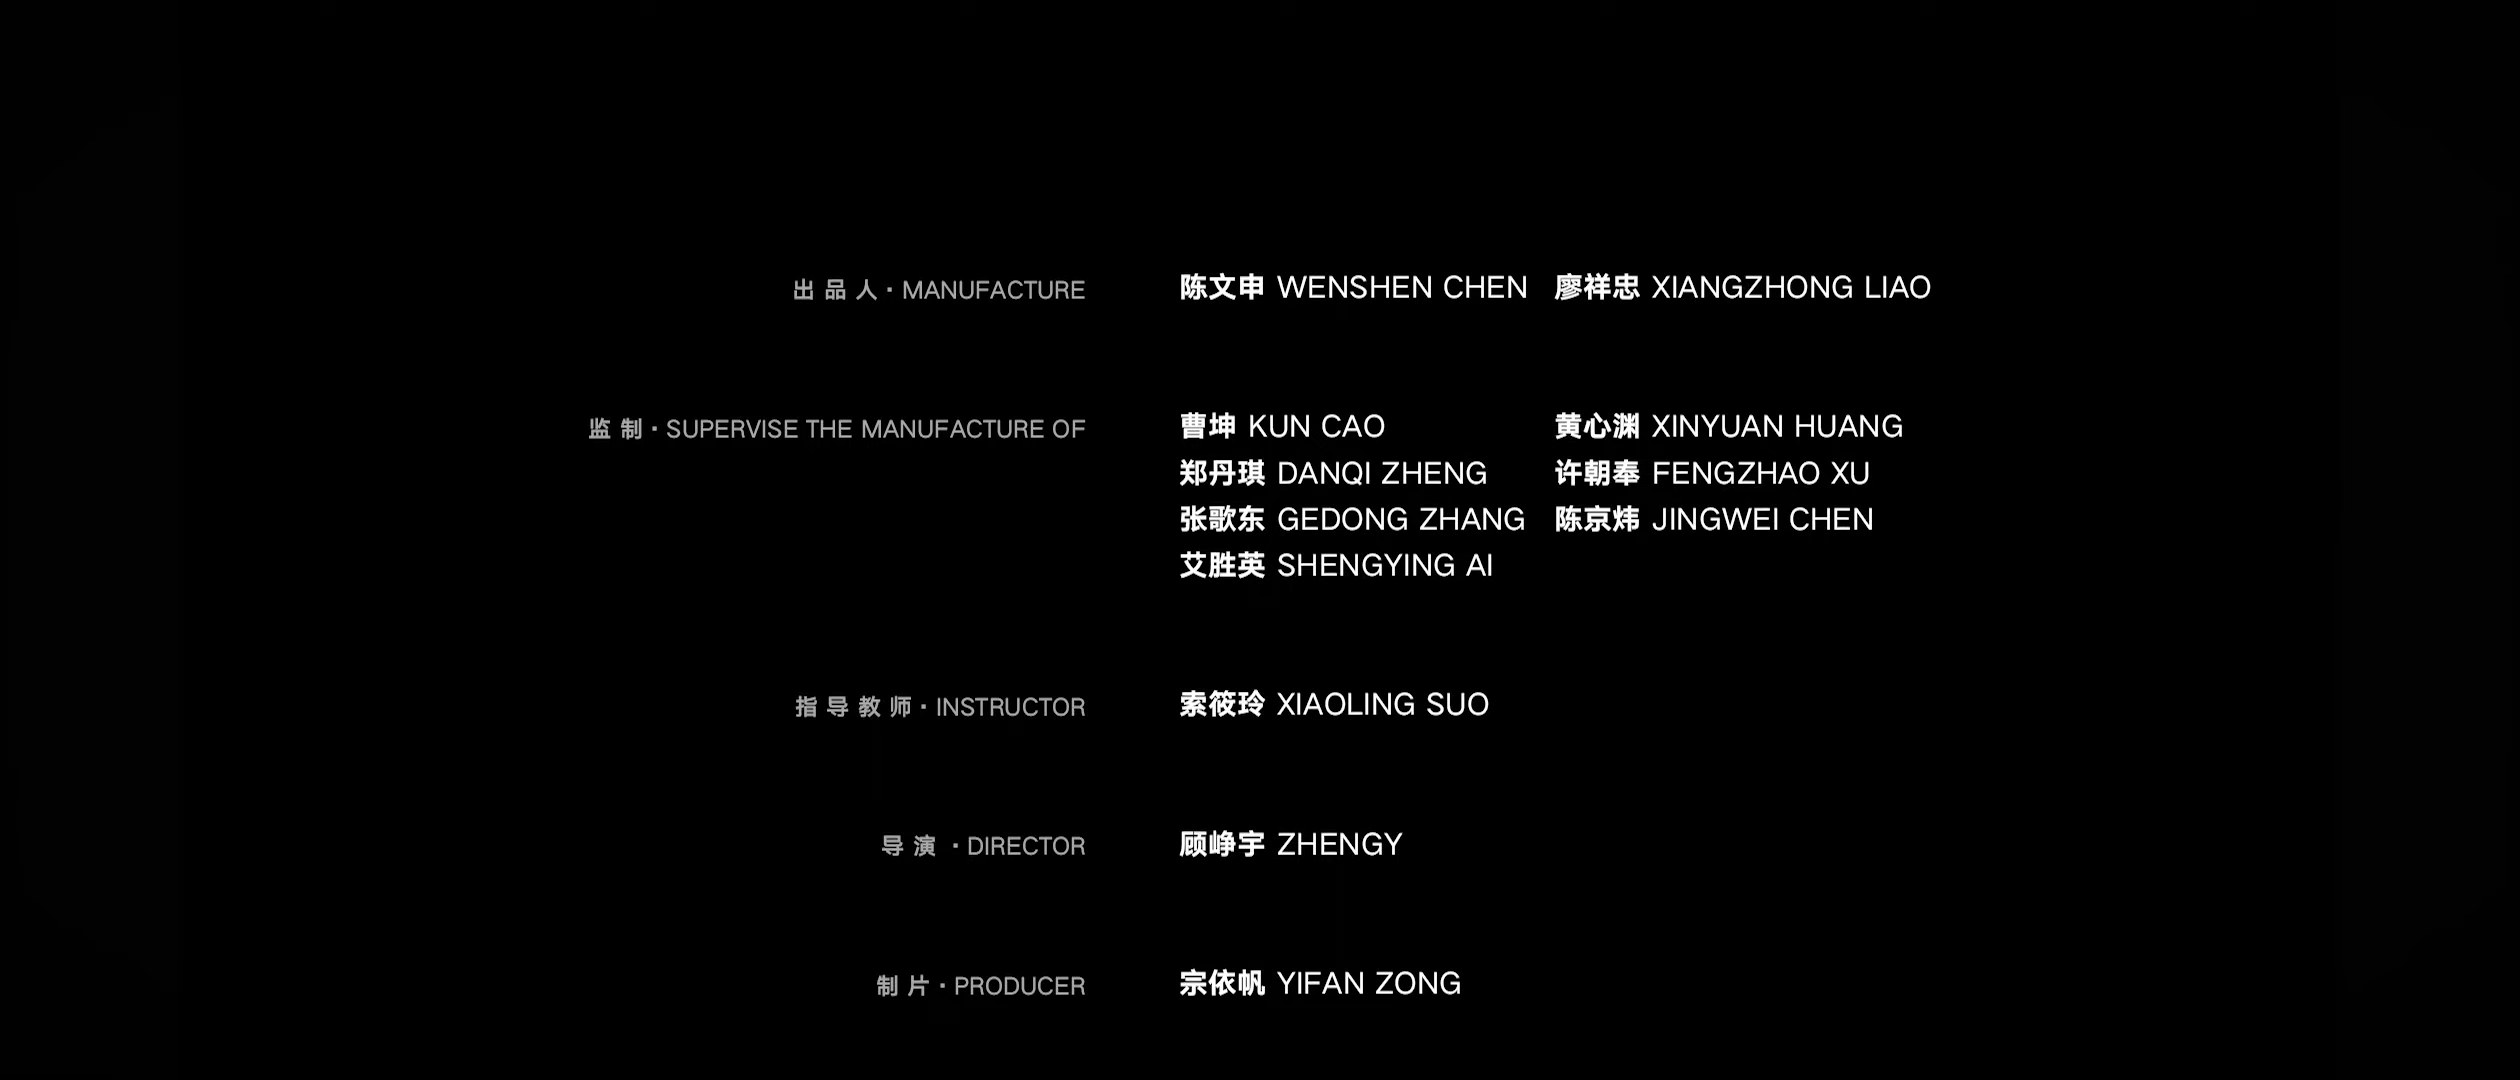 出品人·MANUFACTURE 陈文申 WENSHEN CHEN 廖祥忠 XIANGZHONG LIAO
监制·SUPERVISE THE MANUFACTURE OF 曹坤 KUN CAO 黄心渊 XINYUAN HUANG
郑丹琪 DANQI ZHENG 许朝奉 FENGZHAO XU
张歌东 GEDONG ZHANG 陈京炜 JINGWEI CHEN
艾胜英 SHENGYING AI
指导教师·INSTRUCTOR 索筱玲 XIAOLING SUO
导演·DIRECTOR 顾峥宇 ZHENGY
制片·PRODUCER 宗依帆 YIFAN ZONG